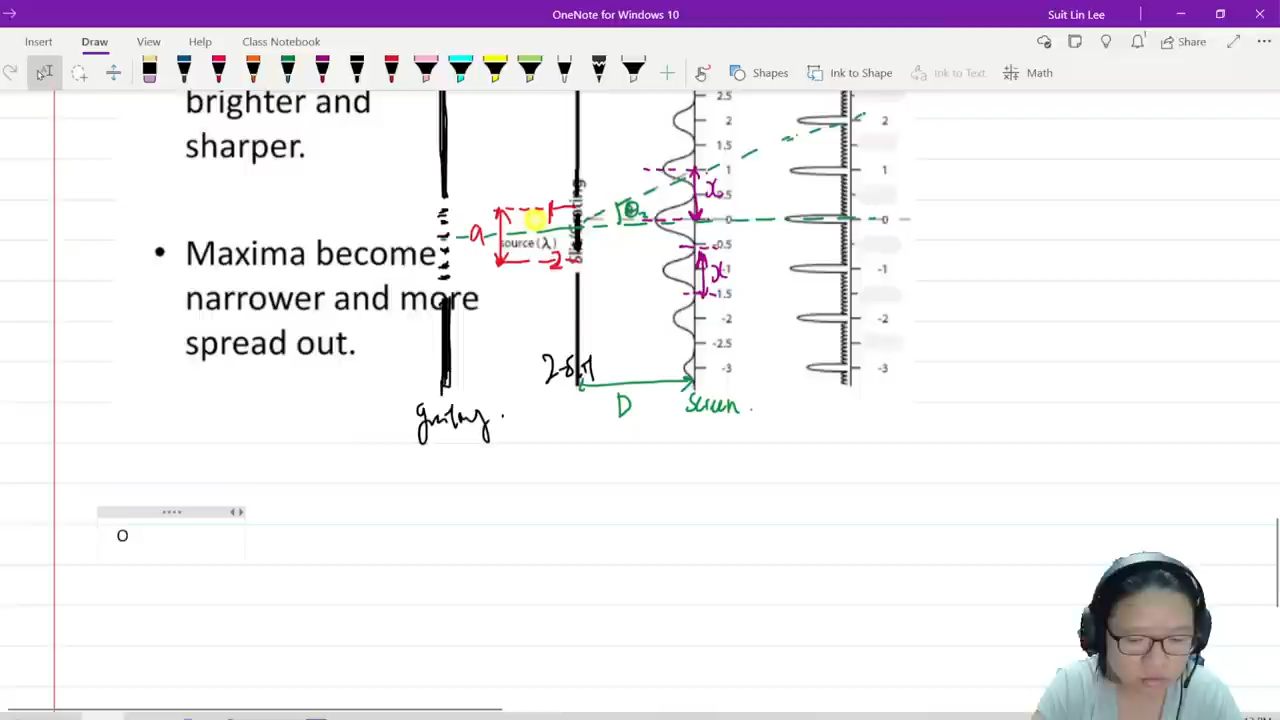 OneNote for Windows 10
Suit Lin Lee
Insert Draw View Help Class Notebook Share
Shapes Ink to Shape Ink to Text Math
brighter and
sharper.
• Maxima become
narrower and more
spread out.
a
1
source (λ)
2
2-slit
grating.
D
Screen.
θ₂
x
x
2.5
2
1.5
1
0.5
0
-0.5
-1
-1.5
-2
-2.5
-3
2
1
0
-1
-2
-3
O